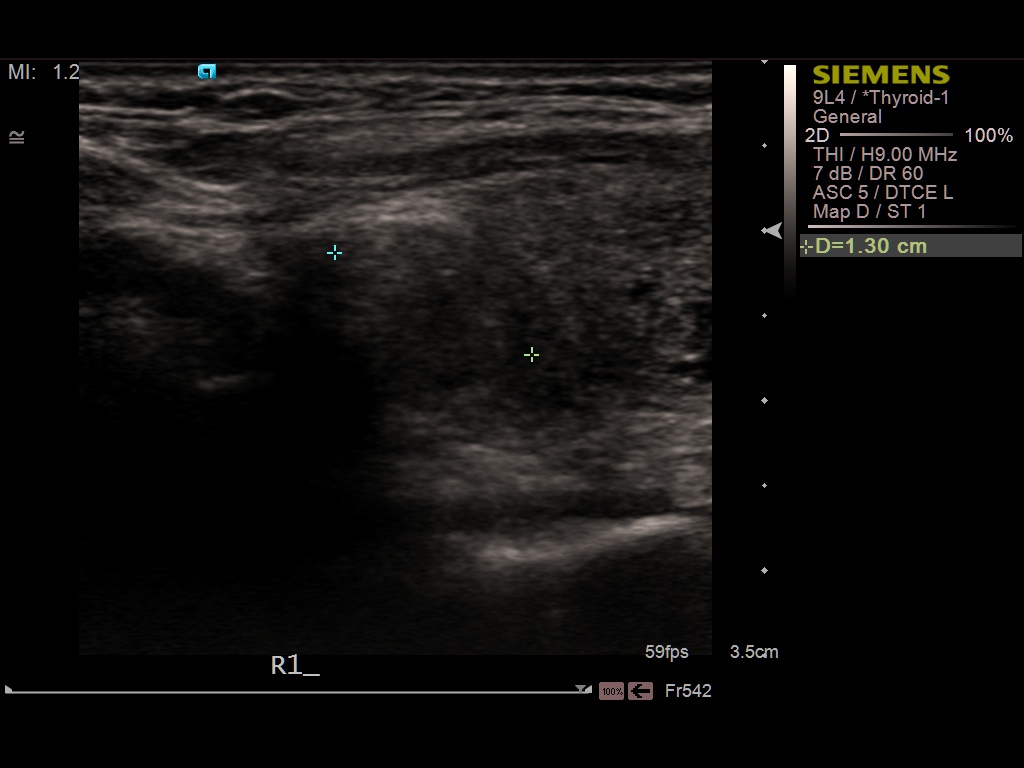 MI: 1.2
SIEMENS
9L4 / *Thyroid-1
General
2D 100%
THI / H9.00 MHz
7 dB / DR 60
ASC 5 / DTCE L
Map D / ST 1
D=1.30 cm
59fps 3.5cm
R1_
100% Fr542